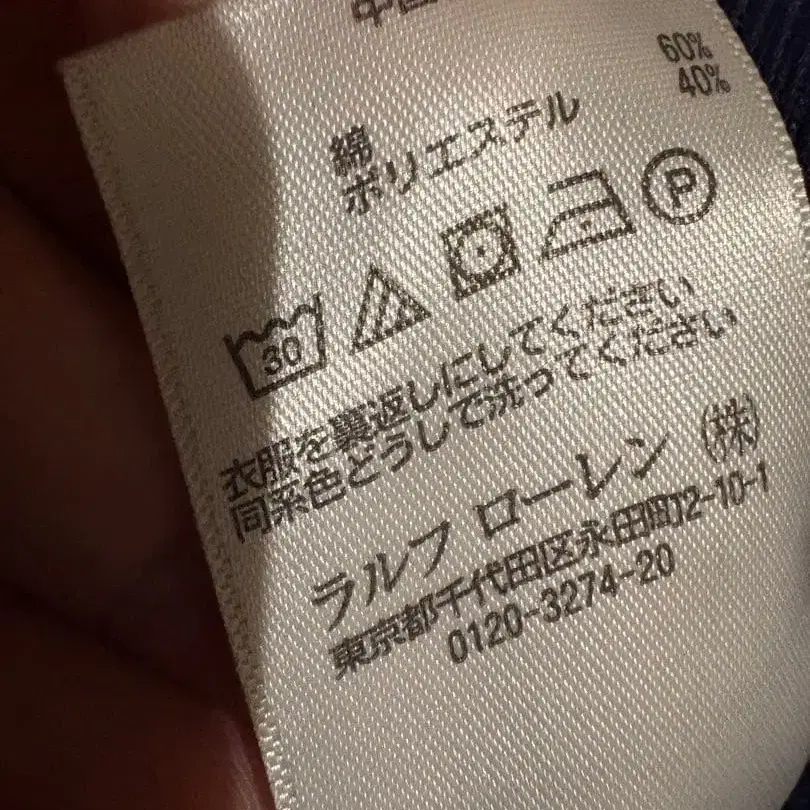 綿 60%
ポリエステル 40%
30 P
衣服を裏返しにしてください
同系色どうしで洗ってください
ラルフ ローレン (株)
東京都千代田区永田町2-10-1
0120-3274-20